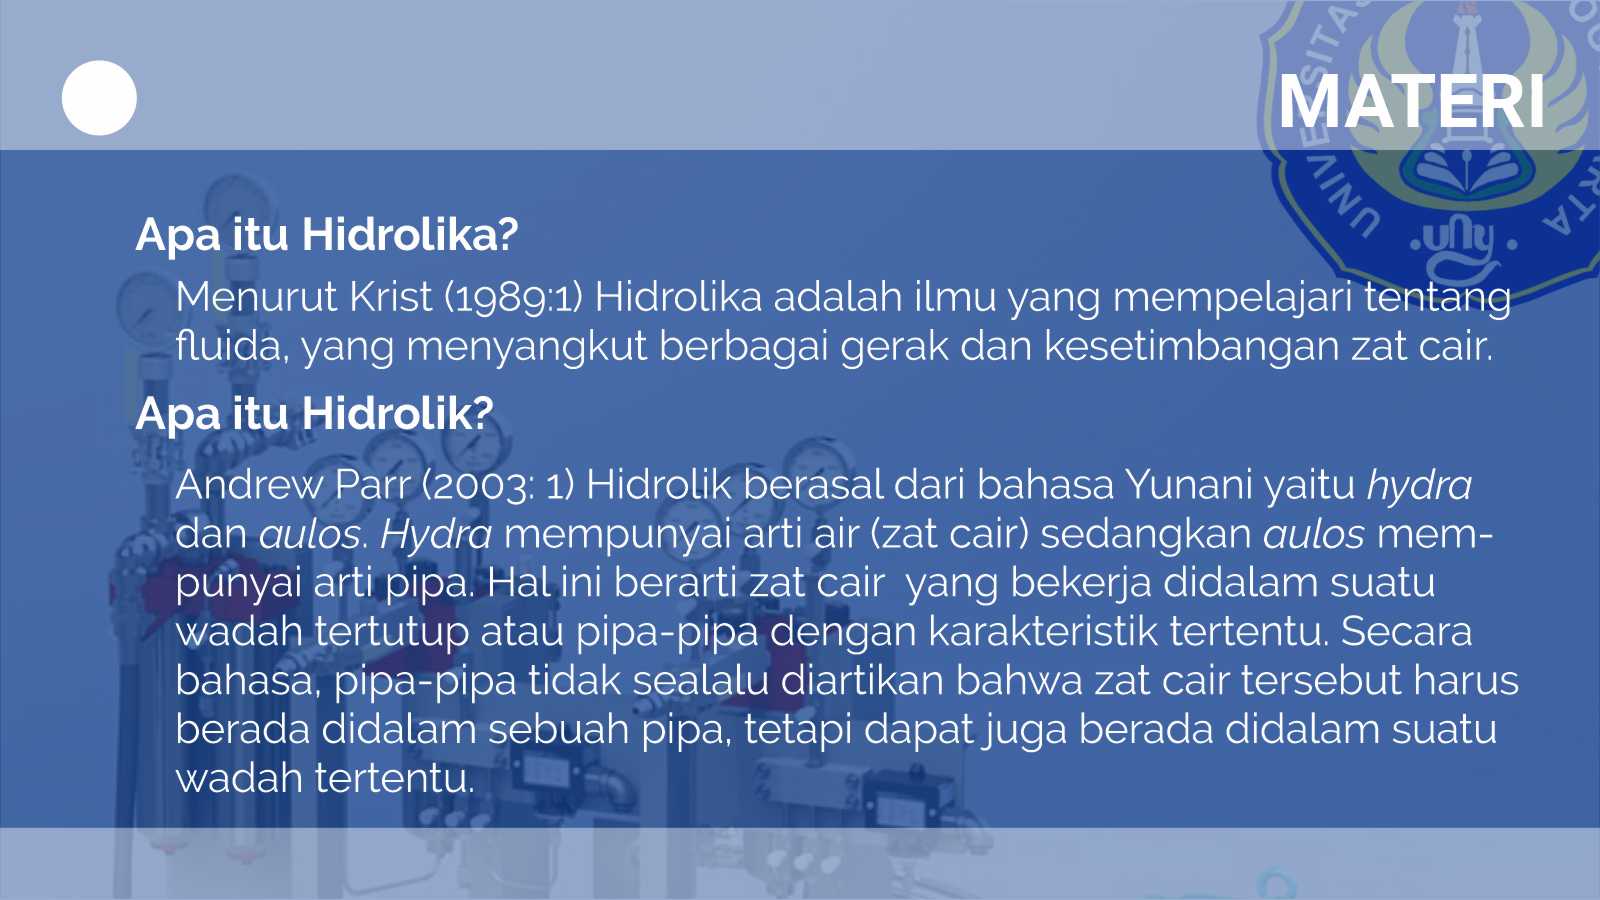 MATERI
UNIVERSITAS
uny
Apa itu Hidrolika?
Menurut Krist (1989:1) Hidrolika adalah ilmu yang mempelajari tentang
fluida, yang menyangkut berbagai gerak dan kesetimbangan zat cair.
Apa itu Hidrolik?
Andrew Parr (2003: 1) Hidrolik berasal dari bahasa Yunani yaitu hydra
dan aulos. Hydra mempunyai arti air (zat cair) sedangkan aulos mem-
punyai arti pipa. Hal ini berarti zat cair  yang bekerja didalam suatu
wadah tertutup atau pipa-pipa dengan karakteristik tertentu. Secara
bahasa, pipa-pipa tidak sealalu diartikan bahwa zat cair tersebut harus
berada didalam sebuah pipa, tetapi dapat juga berada didalam suatu
wadah tertentu.